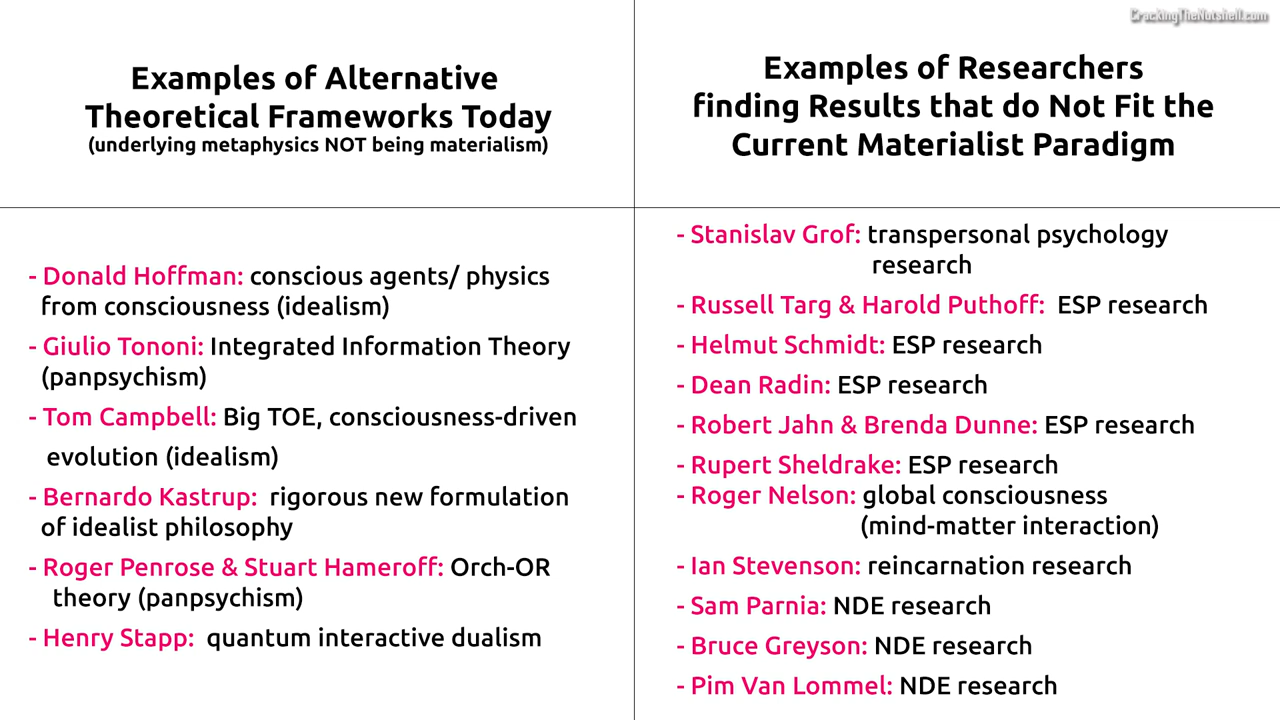 CrackingTheNutshell.com
Examples of Alternative
Theoretical Frameworks Today
(underlying metaphysics NOT being materialism)
- Donald Hoffman: conscious agents/ physics
from consciousness (idealism)
- Giulio Tononi: Integrated Information Theory
(panpsychism)
- Tom Campbell: Big TOE, consciousness-driven
evolution (idealism)
- Bernardo Kastrup: rigorous new formulation
of idealist philosophy
- Roger Penrose & Stuart Hameroff: Orch-OR
theory (panpsychism)
- Henry Stapp: quantum interactive dualism
Examples of Researchers
finding Results that do Not Fit the
Current Materialist Paradigm
- Stanislav Grof: transpersonal psychology
research
- Russell Targ & Harold Puthoff: ESP research
- Helmut Schmidt: ESP research
- Dean Radin: ESP research
- Robert Jahn & Brenda Dunne: ESP research
- Rupert Sheldrake: ESP research
- Roger Nelson: global consciousness
(mind-matter interaction)
- Ian Stevenson: reincarnation research
- Sam Parnia: NDE research
- Bruce Greyson: NDE research
- Pim Van Lommel: NDE research